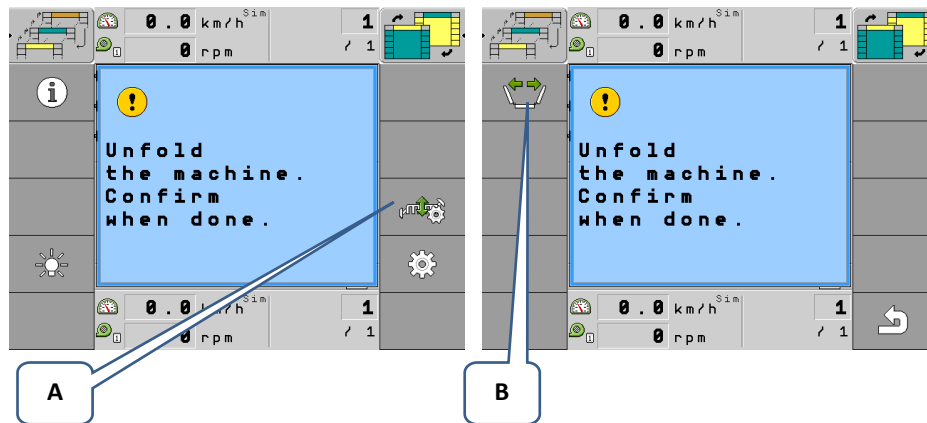 0.0 km/h Sim 1
0 rpm 1
i
i
!
Unfold
the machine.
Confirm
when done.
0.0 km/h Sim 1
0 rpm 1
i
A
0.0 km/h Sim 1
0 rpm 1
i
!
Unfold
the machine.
Confirm
when done.
0.0 km/h Sim 1
0 rpm 1
i
B